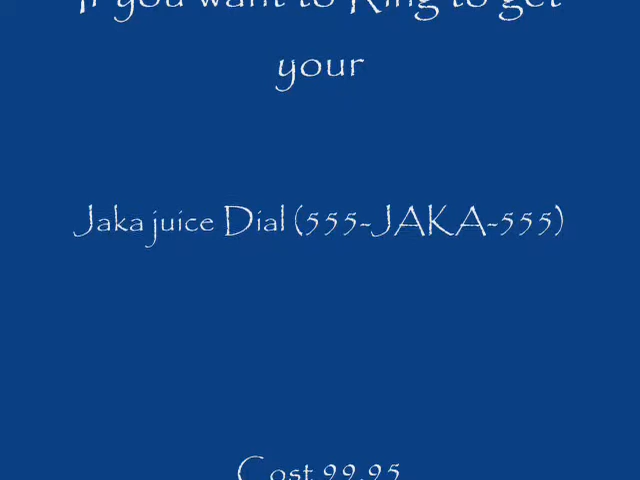 If you want to Ring to get
your
Jaka juice Dial (555-JAKA-555)
Cost 99.95